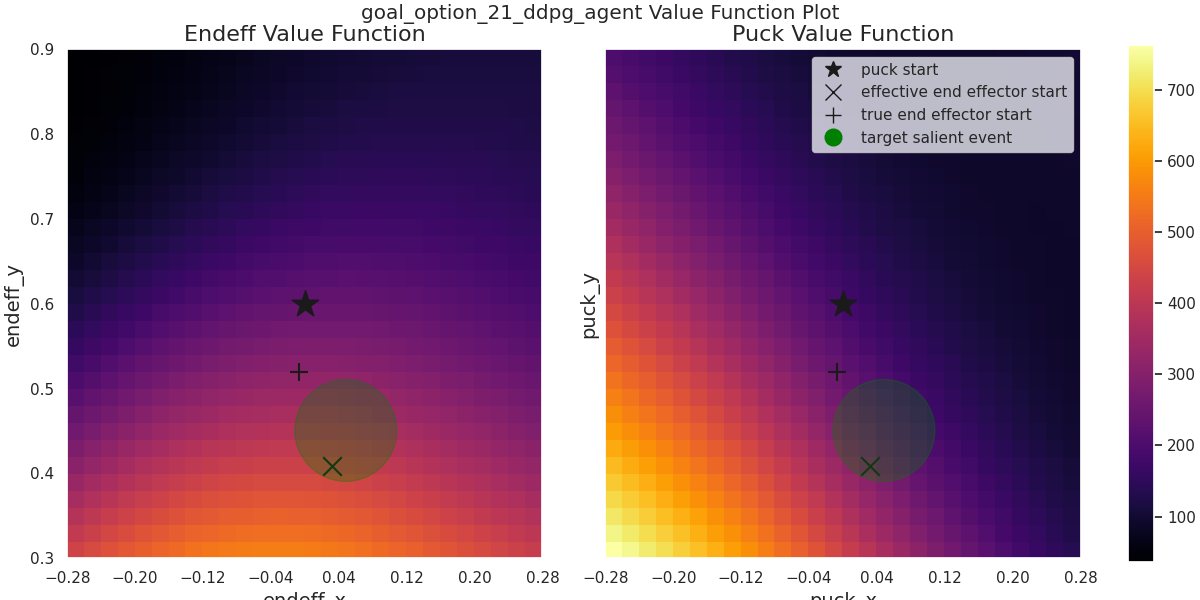 goal_option_21_ddpg_agent Value Function Plot
Endeff Value Function
Puck Value Function
0.9
0.8
0.7
0.6
0.5
0.4
0.3
endeff_y
−0.28 −0.20 −0.12 −0.04 0.04 0.12 0.20 0.28
endeff_x
puck_y
puck start
effective end effector start
true end effector start
target salient event
−0.28 −0.20 −0.12 −0.04 0.04 0.12 0.20 0.28
puck_x
700
600
500
400
300
200
100